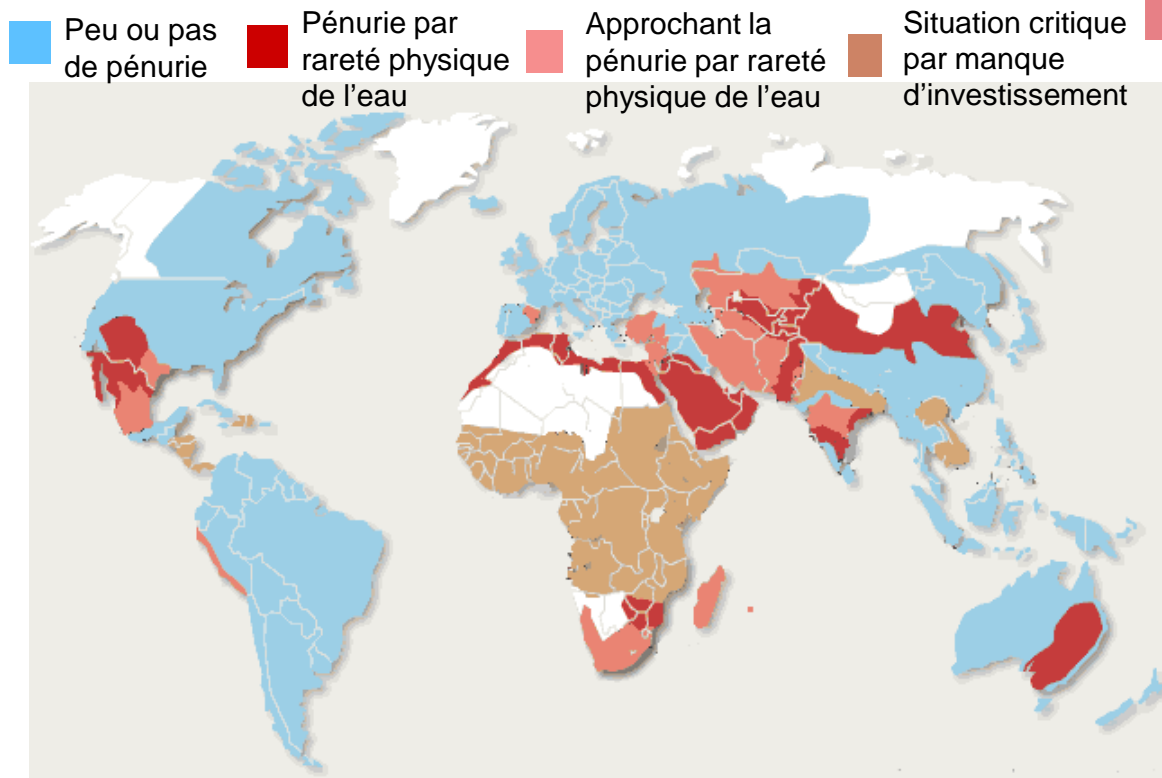 Peu ou pas
de pénurie
Pénurie par
rareté physique
de l’eau
Approchant la
pénurie par rareté
physique de l’eau
Situation critique
par manque
d’investissement